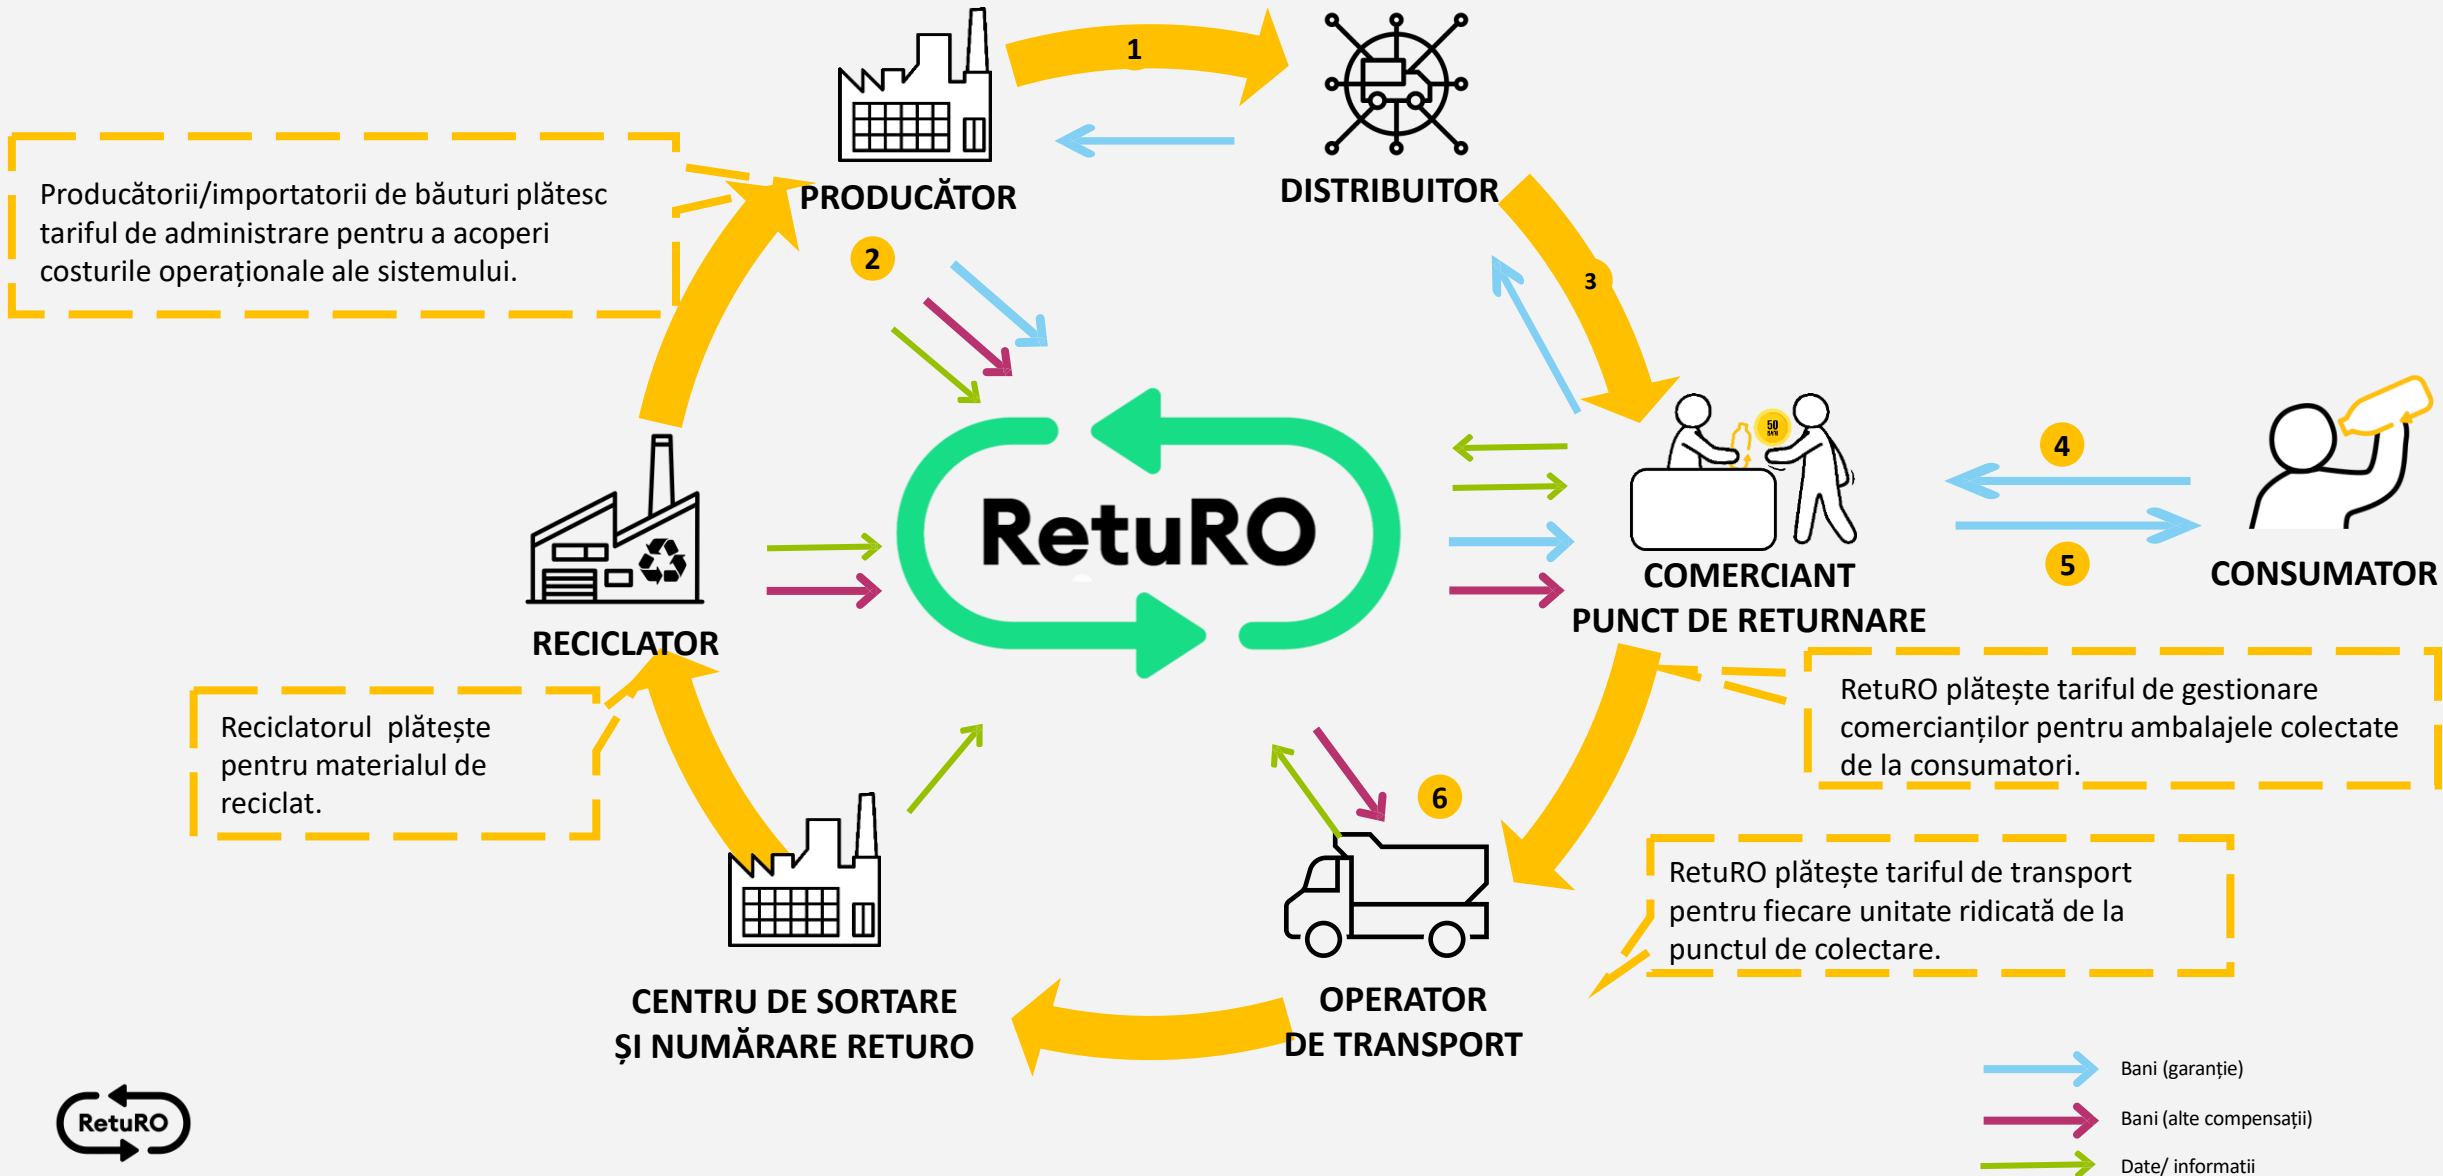 1
PRODUCĂTOR
DISTRIBUITOR
Producătorii/importatorii de băuturi plătesc
tariful de administrare pentru a acoperi
costurile operaționale ale sistemului.
2
3
50
BANI
4
5
RetuRO
COMERCIANT
PUNCT DE RETURNARE
CONSUMATOR
RECICLATOR
RetuRO plătește tariful de gestionare
comercianților pentru ambalajele colectate
de la consumatori.
Reciclatorul plătește
pentru materialul de
reciclat.
6
RetuRO plătește tariful de transport
pentru fiecare unitate ridicată de la
punctul de colectare.
CENTRU DE SORTARE
ȘI NUMĂRARE RETURO
OPERATOR
DE TRANSPORT
Bani (garanție)
Bani (alte compensații)
Date/ informatii
RetuRO